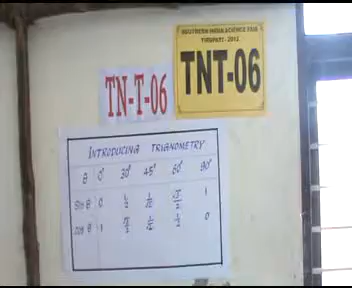 SOUTHERN INDIA SCIENCE FAIR
TIRUPATI - 2012
TNT-06
TN-T-06
INTRODUCING TRIGNOMETRY
θ 0° 30° 45° 60° 90°
Sin θ 0 1/2 1/√2 √3/2 1
cos θ 1 √3/2 1/√2 1/2 0